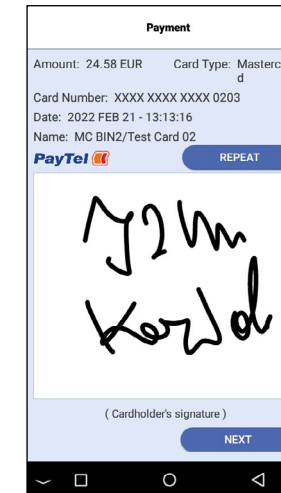 Payment
Amount: 24.58 EUR Card Type: Masterc
d
Card Number: XXXX XXXX XXXX 0203
Date: 2022 FEB 21 - 13:13:16
Name: MC BIN2/Test Card 02
PayTel
REPEAT
( Cardholder's signature )
NEXT